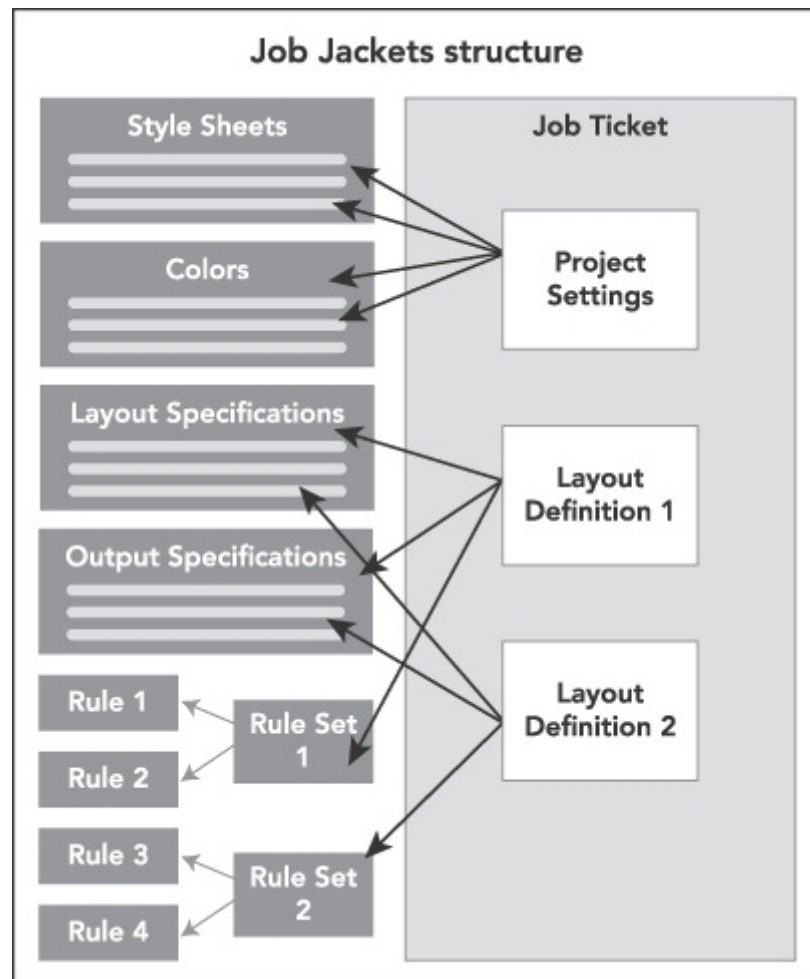 Job Jackets structure
Style Sheets
Colors
Layout Specifications
Output Specifications
Rule 1
Rule 2
Rule Set
1
Rule 3
Rule 4
Rule Set
2
Job Ticket
Project
Settings
Layout
Definition 1
Layout
Definition 2